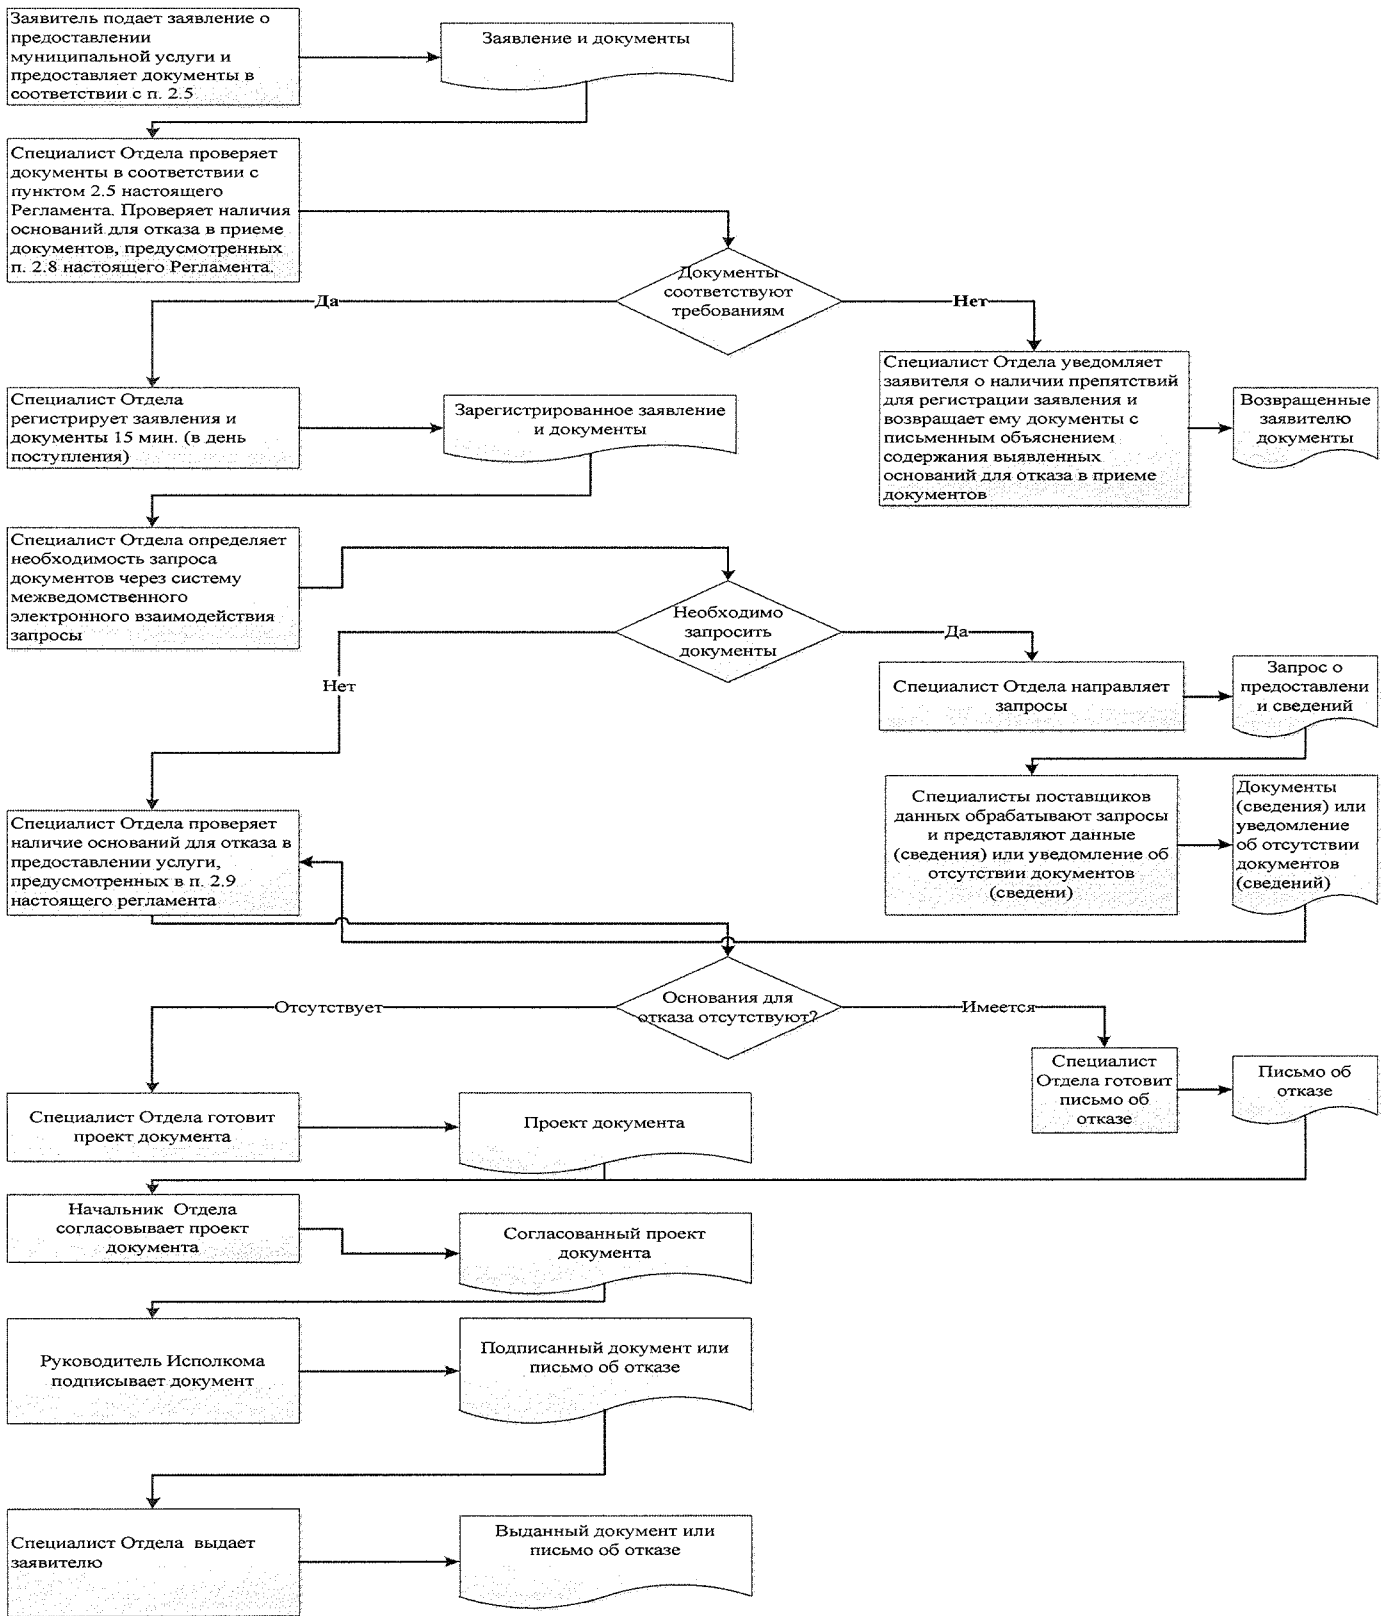 Заявитель подает заявление о
предоставлении
муниципальной услуги и
предоставляет документы в
соответствии с п. 2.5
Заявление и документы
Специалист Отдела проверяет
документы в соответствии с
пунктом 2.5 настоящего
Регламента. Проверяет наличия
оснований для отказа в приеме
документов, предусмотренных
п. 2.8 настоящего Регламента.
Документы
соответствуют
требованиям
Да
Нет
Специалист Отдела
регистрирует заявления и
документы 15 мин. (в день
поступления)
Зарегистрированное заявление
и документы
Специалист Отдела уведомляет
заявителя о наличии препятствий
для регистрации заявления и
возвращает ему документы с
письменным объяснением
содержания выявленных
оснований для отказа в приеме
документов
Возвращенные
заявителю
документы
Специалист Отдела определяет
необходимость запроса
документов через систему
межведомственного
электронного взаимодействия
запросы
Необходимо
запросить
документы
Да
Нет
Специалист Отдела направляет
запросы
Запрос о
предоставлени
и сведений
Специалисты поставщиков
данных обрабатывают запросы
и представляют данные
(сведения) или уведомление об
отсутствии документов
(сведени)
Документы
(сведения) или
уведомление
об отсутствии
документов
(сведений)
Специалист Отдела проверяет
наличие оснований для отказа в
предоставлении услуги,
предусмотренных в п. 2.9
настоящего регламента
Основания для
отказа отсутствуют?
Отсутствует
Имеется
Специалист
Отдела готовит
письмо об
отказе
Письмо об
отказе
Специалист Отдела готовит
проект документа
Проект документа
Начальник Отдела
согласовывает проект
документа
Согласованный проект
документа
Руководитель Исполкома
подписывает документ
Подписанный документ или
письмо об отказе
Специалист Отдела выдает
заявителю
Выданный документ или
письмо об отказе